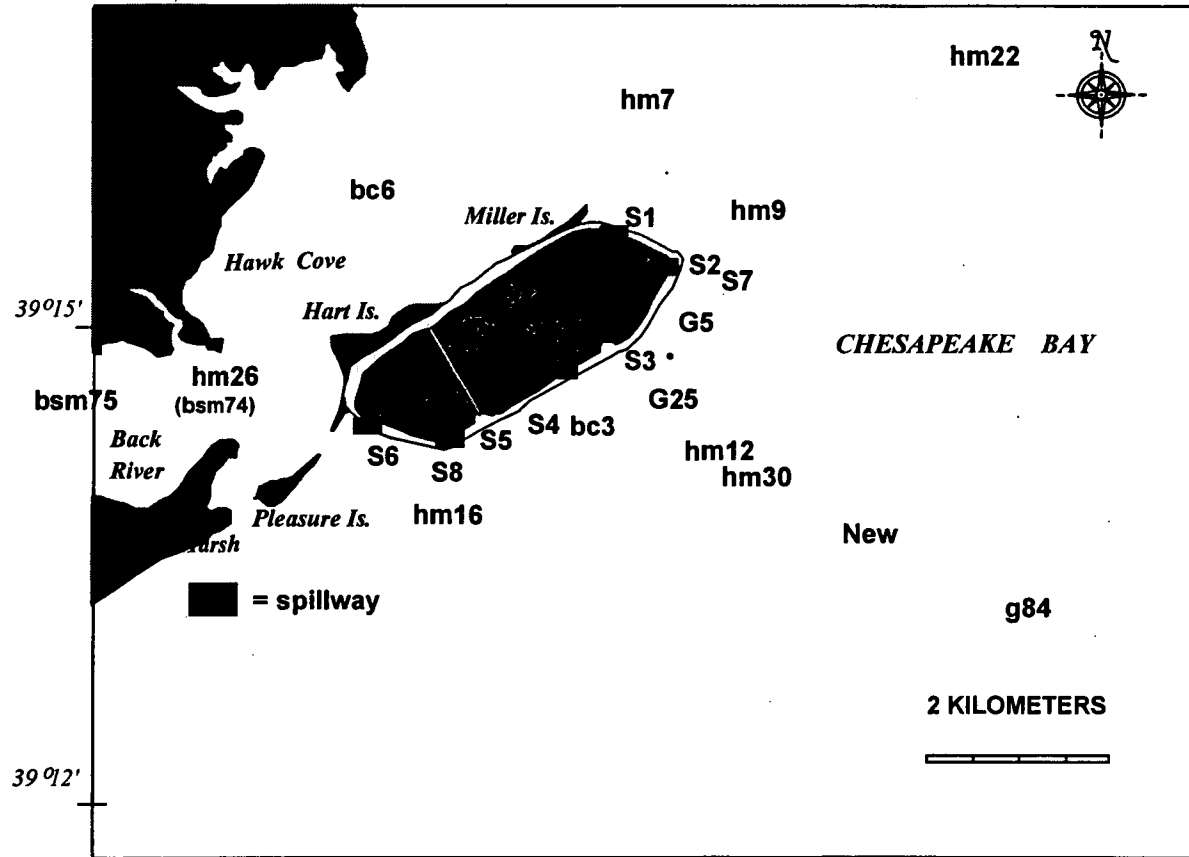 N
hm22
hm7
bc6
Miller Is.
S1
hm9
Hawk Cove
S2
S7
39°15'
Hart Is.
G5
CHESAPEAKE BAY
S3
hm26
bsm75
(bsm74)
G25
S4
bc3
Back
River
S5
S6
S8
hm12
hm30
hm16
Pleasure Is.
New
= spillway
g84
2 KILOMETERS
39°12'